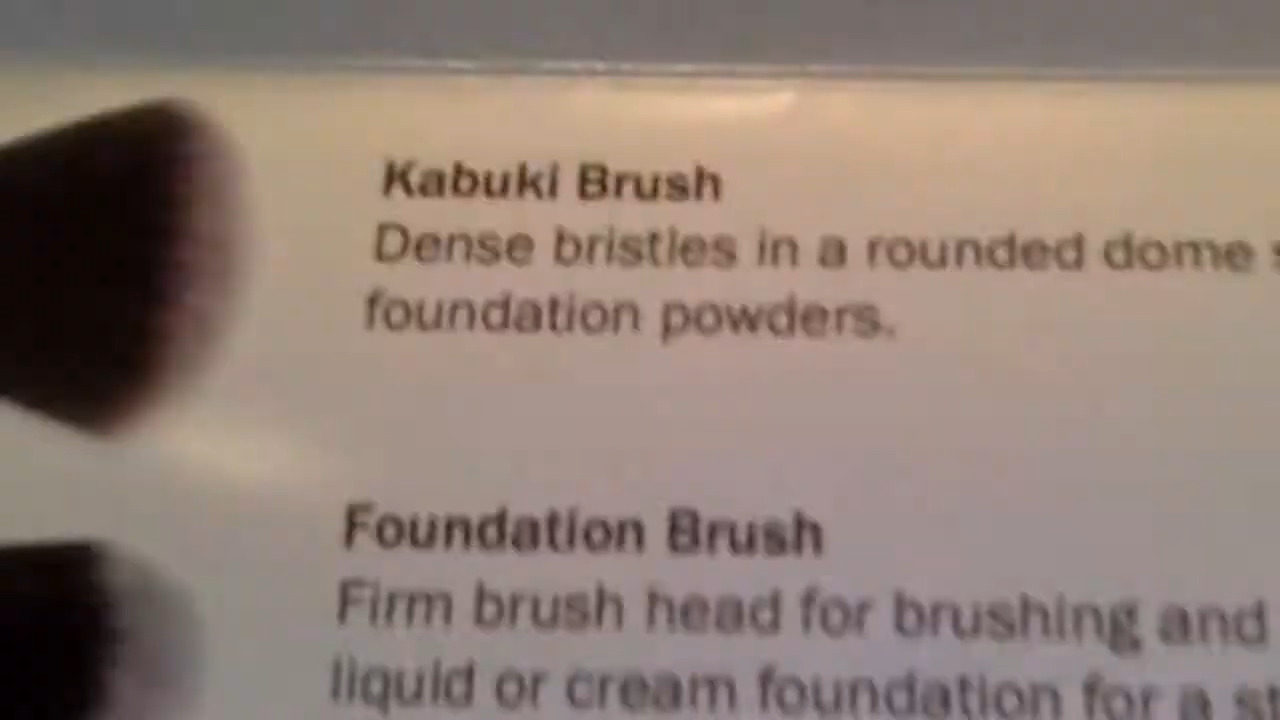 Kabuki Brush
Dense bristles in a rounded dome
foundation powders.
Foundation Brush
Firm brush head for brushing and
liquid or cream foundation for a